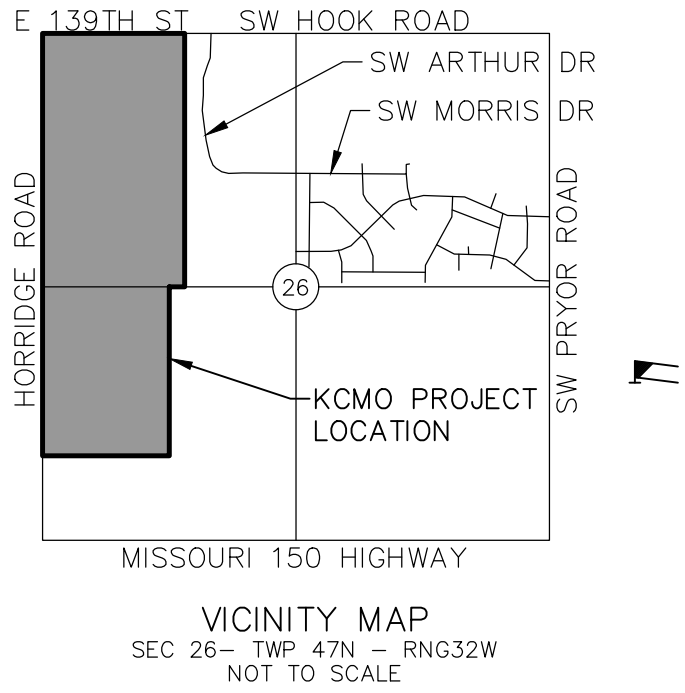 E 139TH ST SW HOOK ROAD
SW ARTHUR DR
SW MORRIS DR
HORRIDGE ROAD
SW PRYOR ROAD
26
KCMO PROJECT
LOCATION
MISSOURI 150 HIGHWAY
VICINITY MAP
SEC 26- TWP 47N - RNG32W
NOT TO SCALE